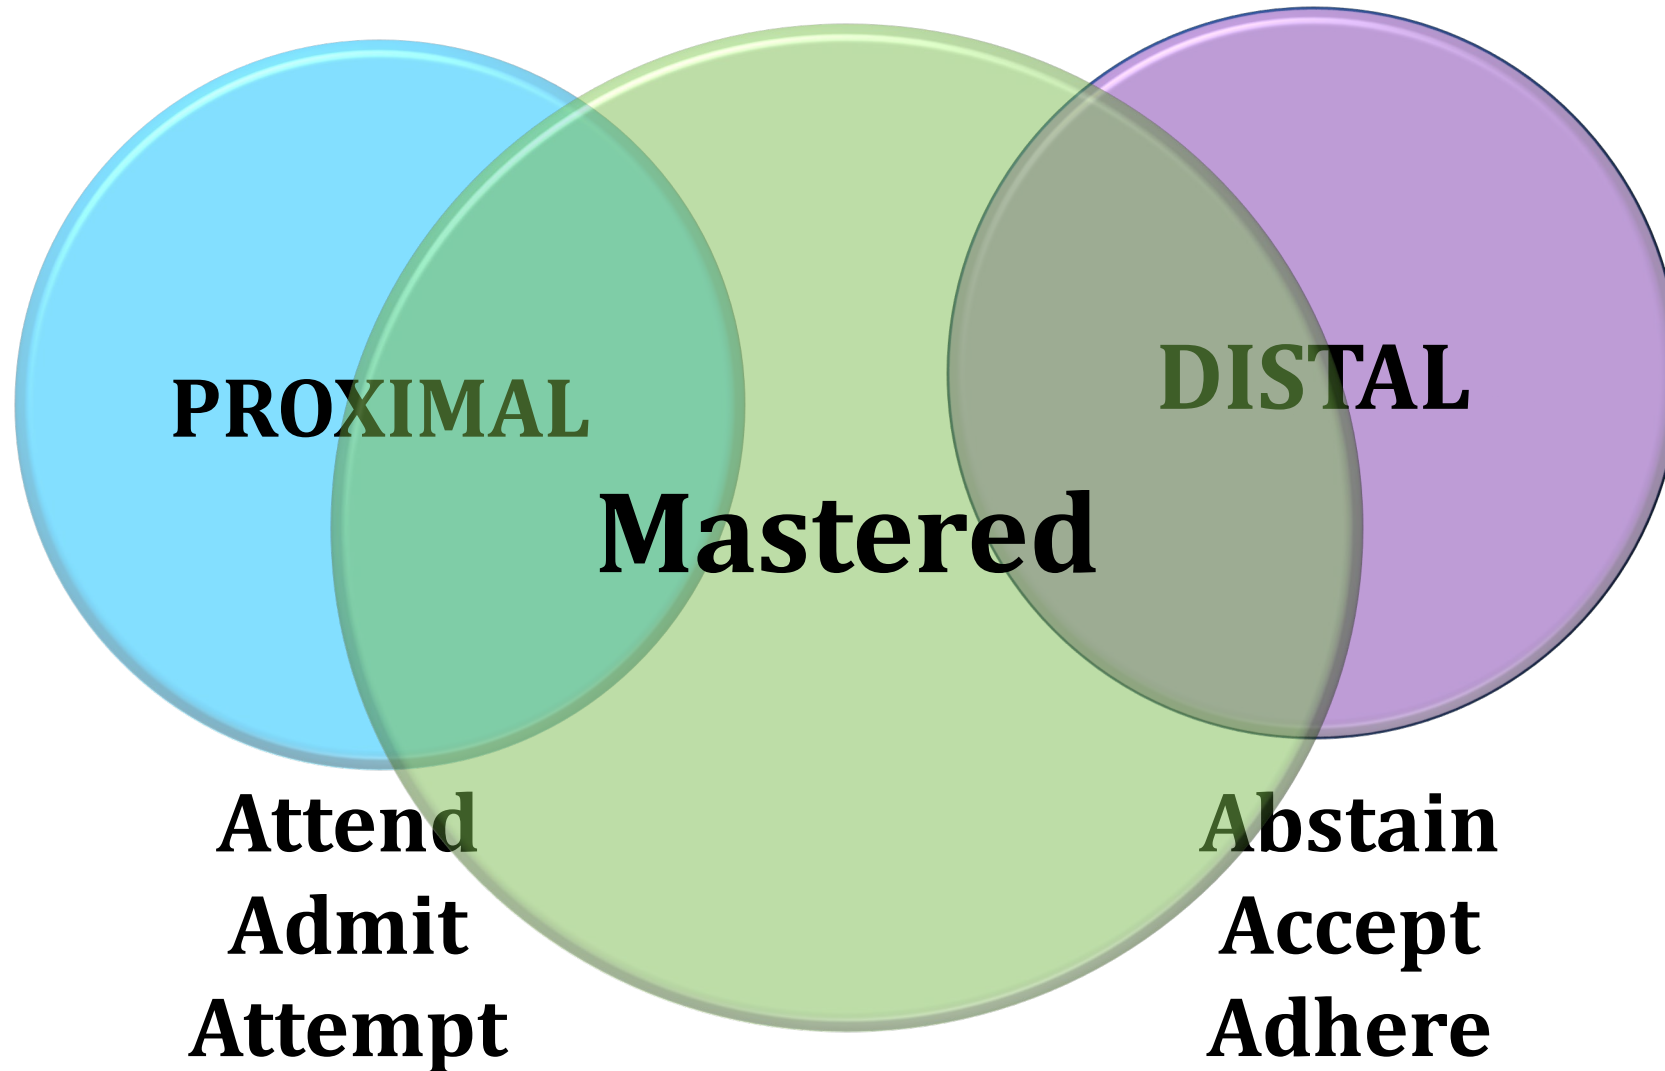 PROXIMAL
DISTAL
Mastered
Attend
Admit
Attempt
Abstain
Accept
Adhere